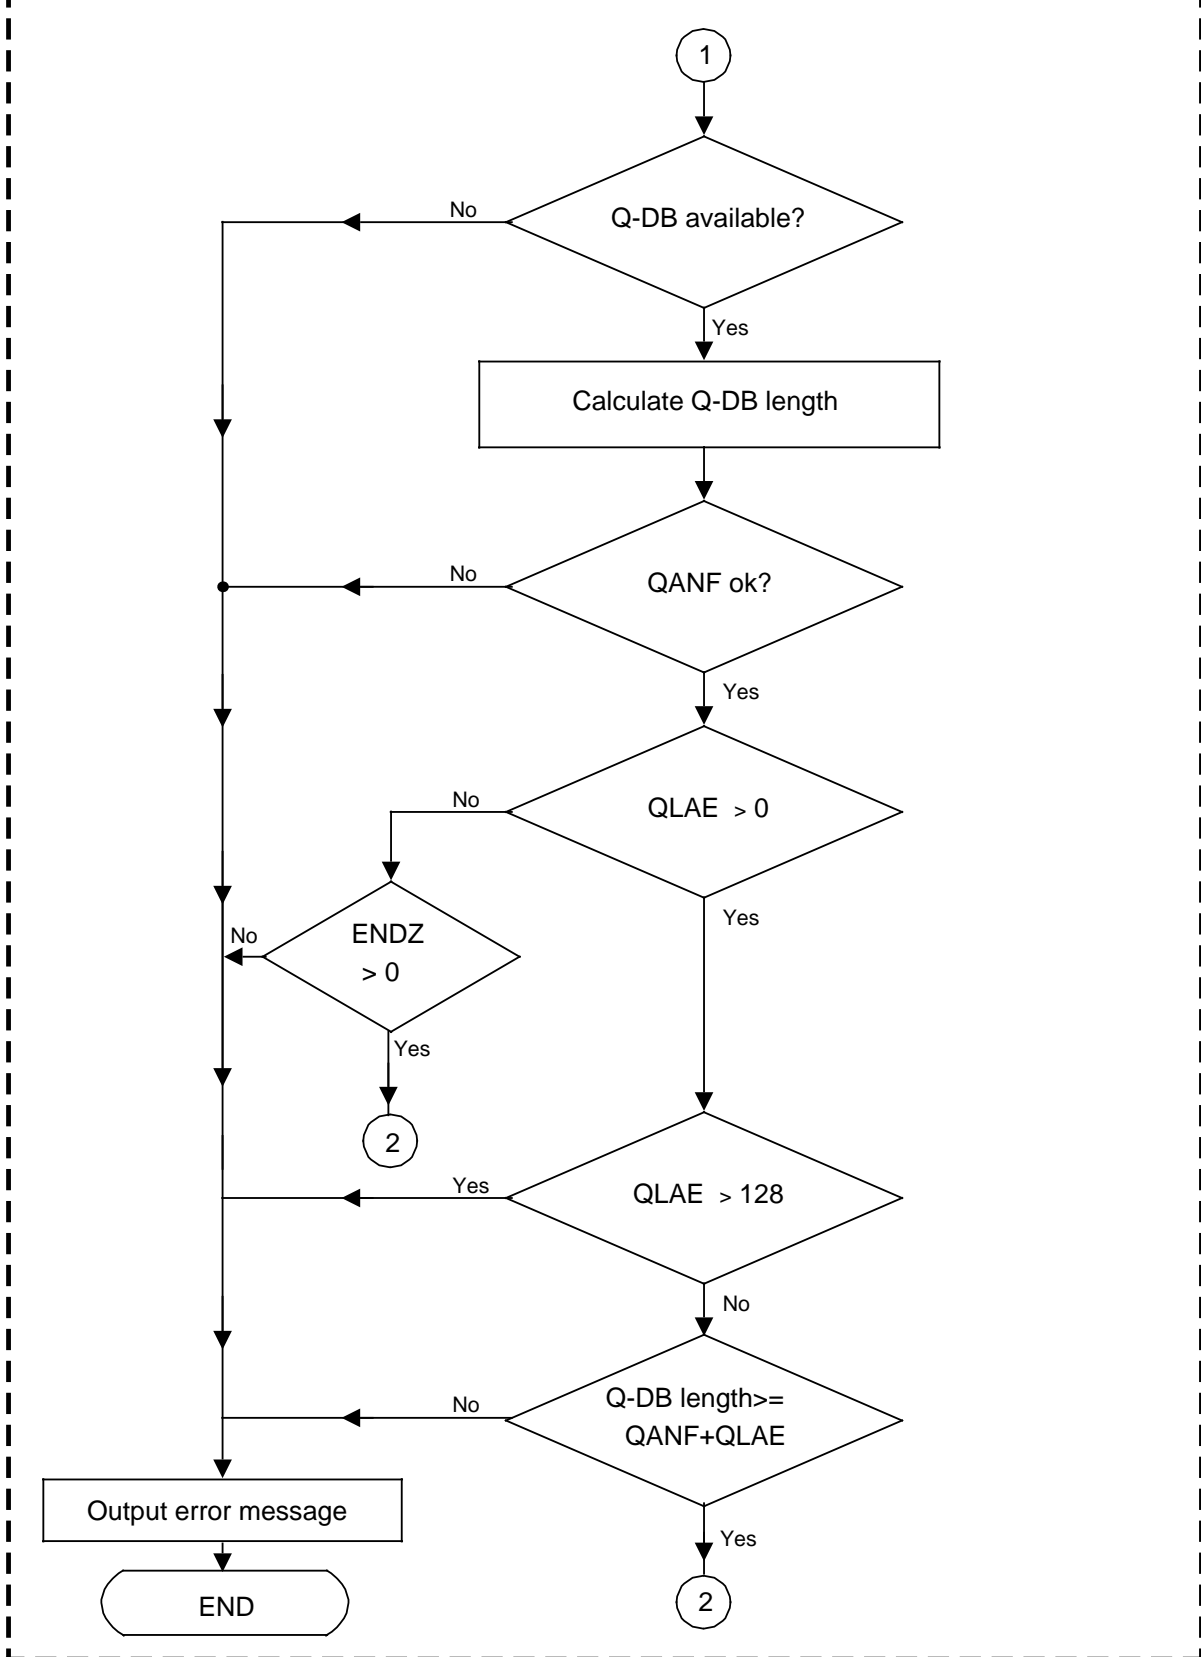 1
Q-DB available?
No
Yes
Calculate Q-DB length
QANF ok?
No
Yes
QLAE > 0
No
Yes
ENDZ
> 0
No
Yes
2
QLAE > 128
Yes
No
Q-DB length>=
QANF+QLAE
No
Yes
Output error message
END
2